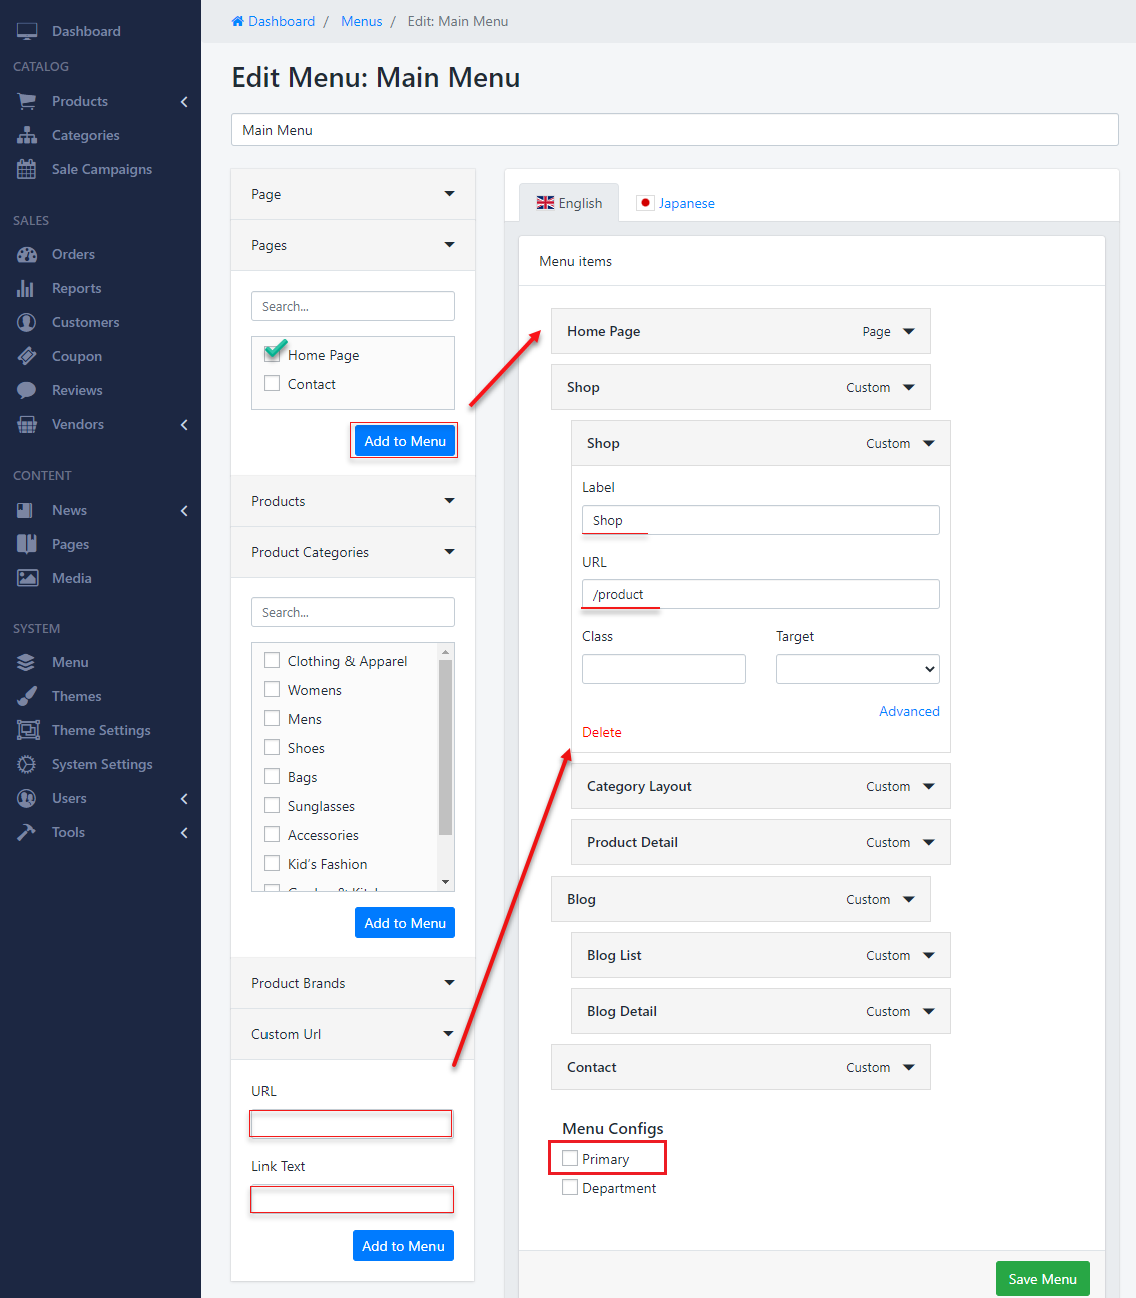 Dashboard
CATALOG
Products
Categories
Sale Campaigns
SALES
Orders
Reports
Customers
Coupon
Reviews
Vendors
CONTENT
News
Pages
Media
SYSTEM
Menu
Themes
Theme Settings
System Settings
Users
Tools
Dashboard / Menus / Edit: Main Menu
Edit Menu: Main Menu
Main Menu
Page
Pages
Search...
Home Page
Contact
Add to Menu
Products
Product Categories
Search...
Clothing & Apparel
Womens
Mens
Shoes
Bags
Sunglasses
Accessories
Kid's Fashion
Add to Menu
Product Brands
Custom Url
URL
Link Text
Add to Menu
English Japanese
Menu items
Home Page Page
Shop Custom
Shop Custom
Label
Shop
URL
/product
Class Target
Advanced
Delete
Category Layout Custom
Product Detail Custom
Blog Custom
Blog List Custom
Blog Detail Custom
Contact Custom
Menu Configs
Primary
Department
Save Menu